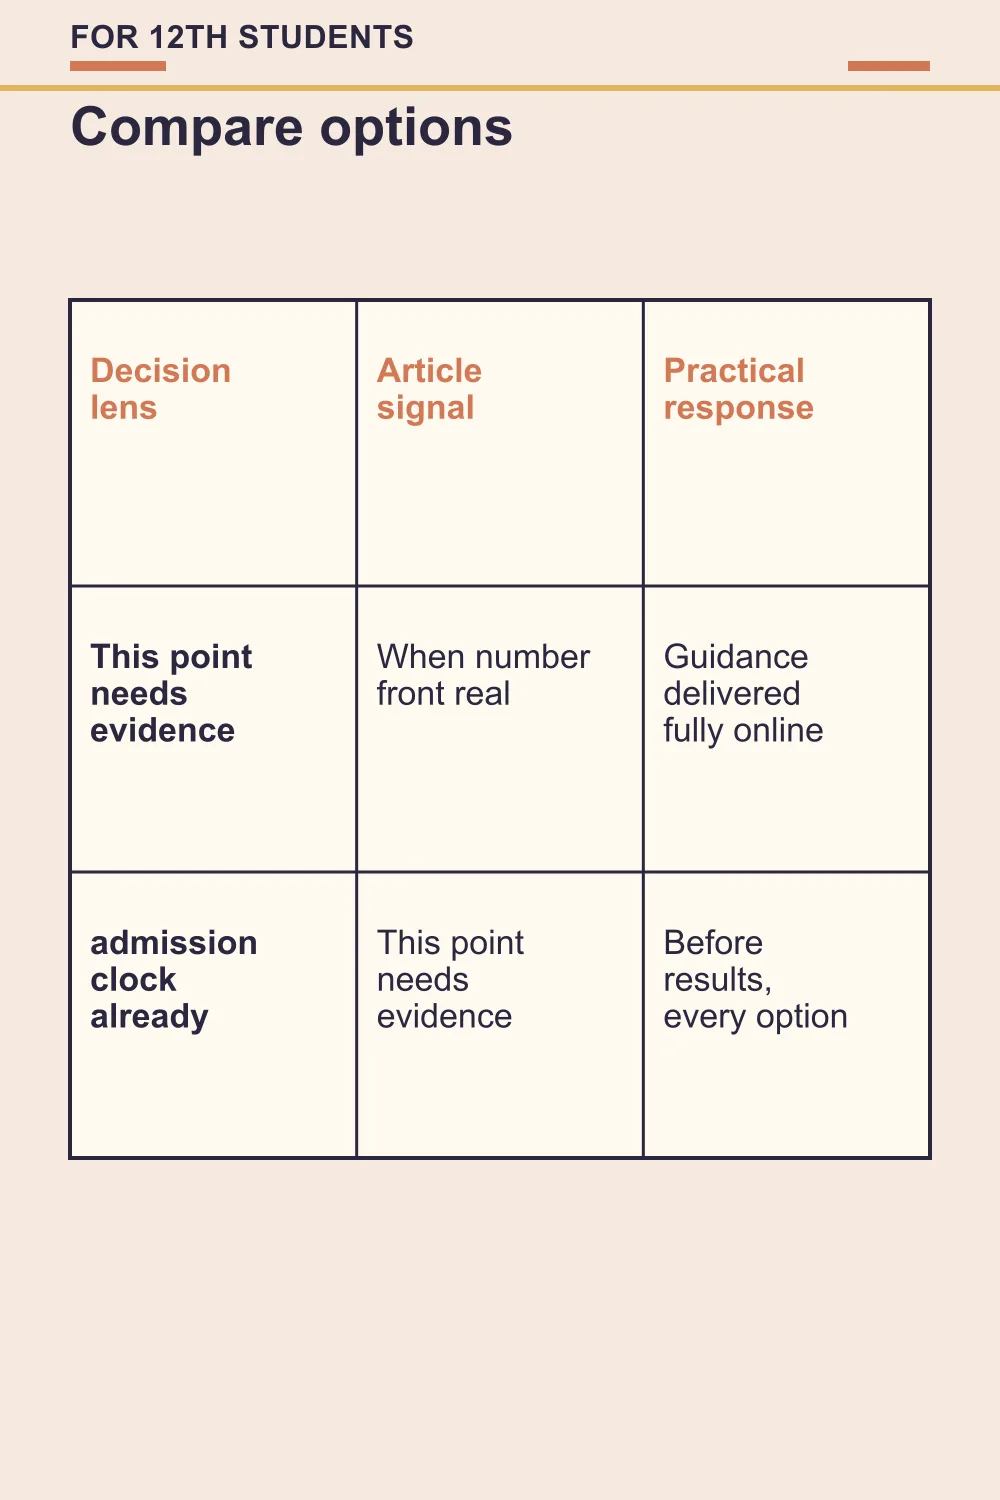 FOR 12TH STUDENTS
Compare options
Decision
lens
Article
signal
Practical
response
This point
needs
evidence
When number
front real
Guidance
delivered
fully online
admission
clock
already
This point
needs
evidence
Before
results,
every option